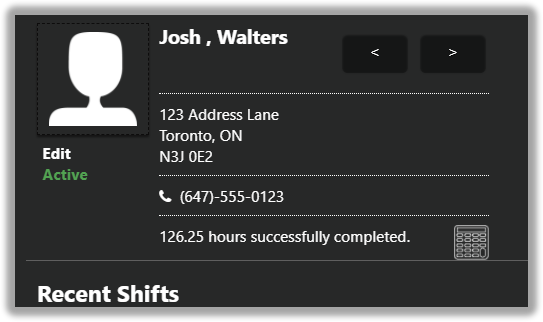 Josh , Walters
<
>
123 Address Lane
Toronto, ON
N3J 0E2
Edit
Active
(647)-555-0123
126.25 hours successfully completed.
Recent Shifts